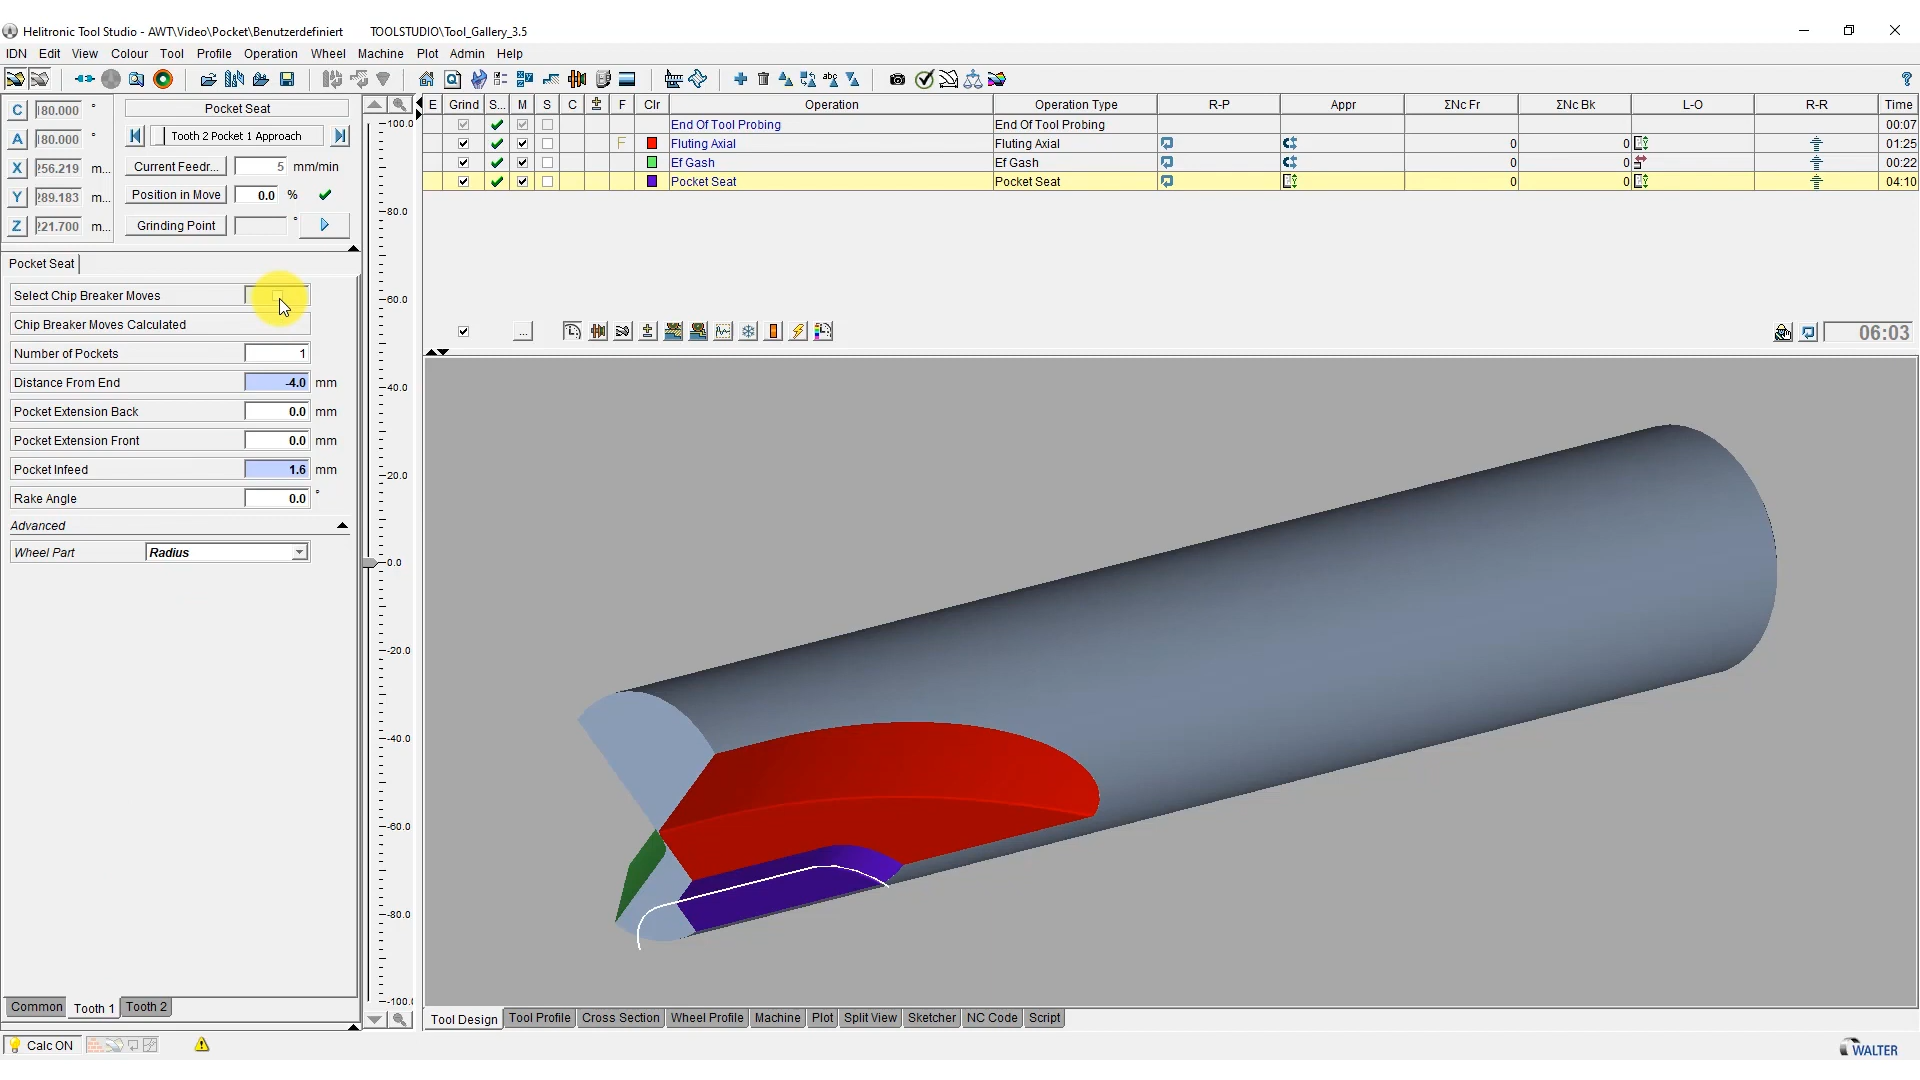 Helitronic Tool Studio - AWT\Video\Pocket\Benutzerdefiniert TOOLSTUDIO\Tool_Gallery_3.5
IDN Edit View Colour Tool Profile Operation Wheel Machine Plot Admin Help
C 180.000 °
A 180.000 °
X 256.219 m...
Y 289.183 m...
Z 221.700 m...
Pocket Seat
Tooth 2 Pocket 1 Approach
Current Feedr... 5 mm/min
Position in Move 0.0 %
Grinding Point °
E Grind S... M S C ± F Clr Operation Operation Type R-P Appr ΣNc Fr ΣNc Bk L-O R-R Time
End Of Tool Probing End Of Tool Probing 00:07
F Fluting Axial Fluting Axial 0 0 01:25
Ef Gash Ef Gash 0 0 00:22
Pocket Seat Pocket Seat 0 0 04:10
... 06:03
Pocket Seat
Select Chip Breaker Moves
Chip Breaker Moves Calculated
Number of Pockets 1
Distance From End -4.0 mm
Pocket Extension Back 0.0 mm
Pocket Extension Front 0.0 mm
Pocket Infeed 1.6 mm
Rake Angle 0.0 °
Advanced
Wheel Part Radius
100.0
80.0
60.0
40.0
20.0
0.0
-20.0
-40.0
-60.0
-80.0
-100.0
Common Tooth 1 Tooth 2
Tool Design Tool Profile Cross Section Wheel Profile Machine Plot Split View Sketcher NC Code Script
Calc ON
WALTER